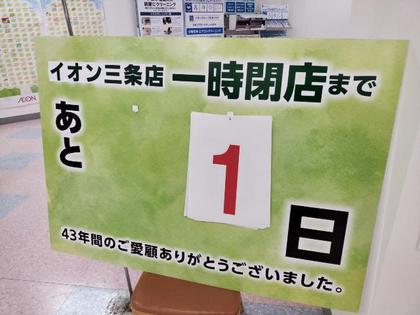 イオン三条店 一時閉店まで
あと
1
日
43年間のご愛顧ありがとうございました。
AEON